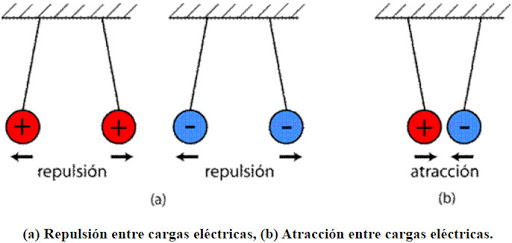 + + - - + -
repulsión repulsión atracción
(a) (b)
(a) Repulsión entre cargas eléctricas, (b) Atracción entre cargas eléctricas.